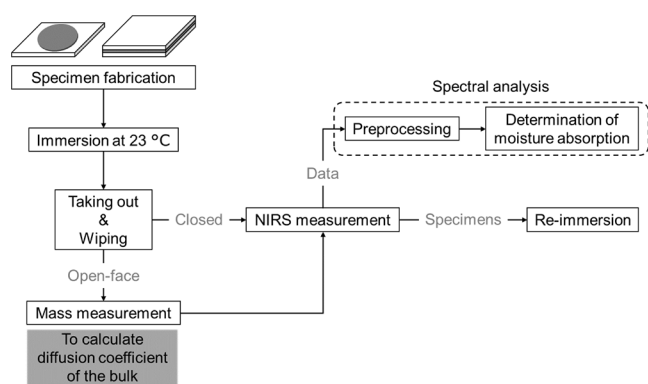 Specimen fabrication
Spectral analysis
Immersion at 23 °C
Preprocessing
Determination of
moisture absorption
Data
Taking out
&
Wiping
Closed
NIRS measurement
Specimens
Re-immersion
Open-face
Mass measurement
To calculate
diffusion coefficient
of the bulk